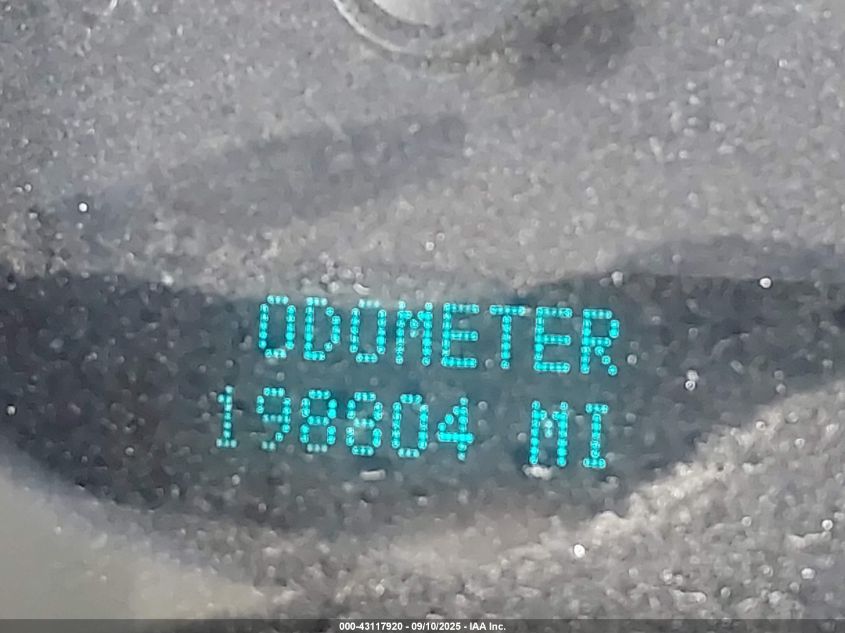 ODOMETER
198804 MI
000-43117920 - 09/10/2025 - IAA Inc.